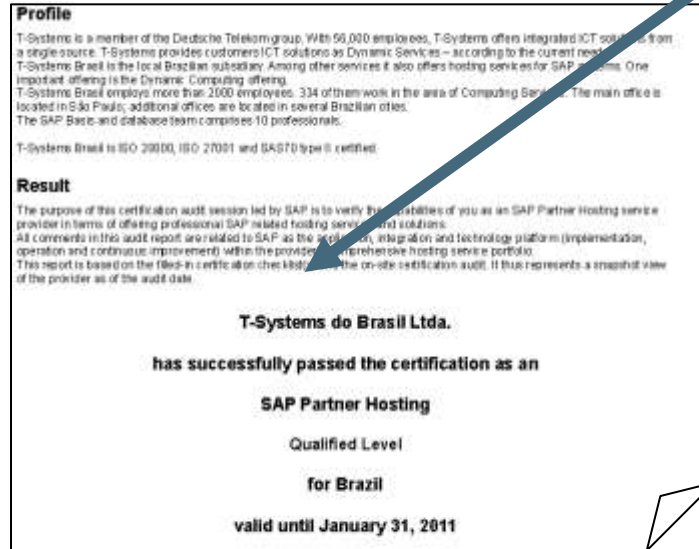 Profile
T-Systems is a member of the Deutsche Telekom group. With 56,000 employees, T-Systems offers integrated ICT solutions from
a single source. T-Systems provides customers ICT solutions as Dynamic Services – according to the current
T-Systems Brasil is the local Brazilian subsidiary. Among other services it also offers hosting services for SAP systems. One
important offering is the Dynamic Computing offering.
T-Systems Brasil employs more than 2000 employees. 334 of them work in the area of Computing The main office is
located in São Paulo; additional offices are located in several Brazilian cities.
The SAP Basis and database team comprises 10 professionals.
T-Systems Brasil is ISO 20000, ISO 27001 and SAS70 type II certified.
Result
The purpose of this certification audit session led by SAP is to verify the capabilities of you as an SAP Partner Hosting service
provider in terms of offering professional SAP related hosting services and solutions.
All comments in this audit report are related to SAP as the application, integration and technology platform (implementation,
operation and continuous improvement) within the provider comprehensive hosting service portfolio.
This report is based on the filled-in certification checklist the on-site certification audit. It thus represents a snapshot view
of the provider as of the audit date.
T-Systems do Brasil Ltda.
has successfully passed the certification as an
SAP Partner Hosting
Qualified Level
for Brazil
valid until January 31, 2011